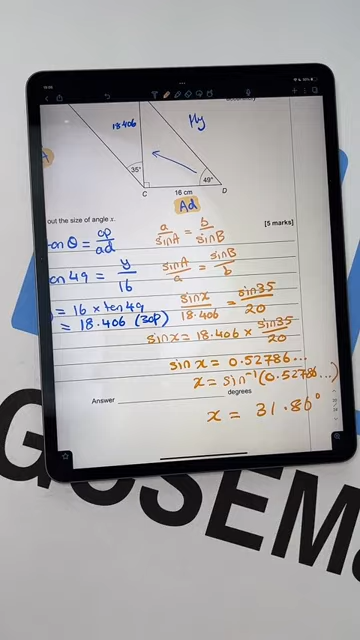 18.406
Hy
A
35°
49°
C
16 cm
D
Ad
out the size of angle x.
[5 marks]
an θ = op/ad
a/sinA = b/sinB
an 49 = y/16
sinA/a = sinB/b
= 16 × tan 49
= 18.406 (3dp)
sinx/18.406 = sin35/20
sinx = 18.406 × sin35/20
sin x = 0.52786...
x = sin⁻¹(0.52786...)
Answer
degrees
x = 31.86°
GCSEM